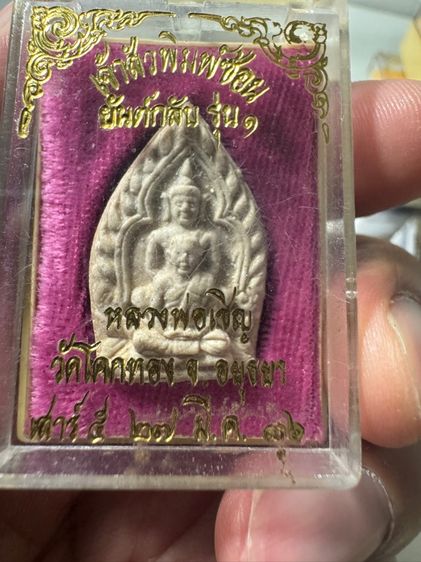 เจ้าสัวพิมพ์ซ้อน
ยันต์กลับ รุ่น ๑
หลวงพ่อเชิญ
วัดโคกทอง จ. อยุธยา
เสาร์ ๕ ๒๗ มี.ค. ๓๖